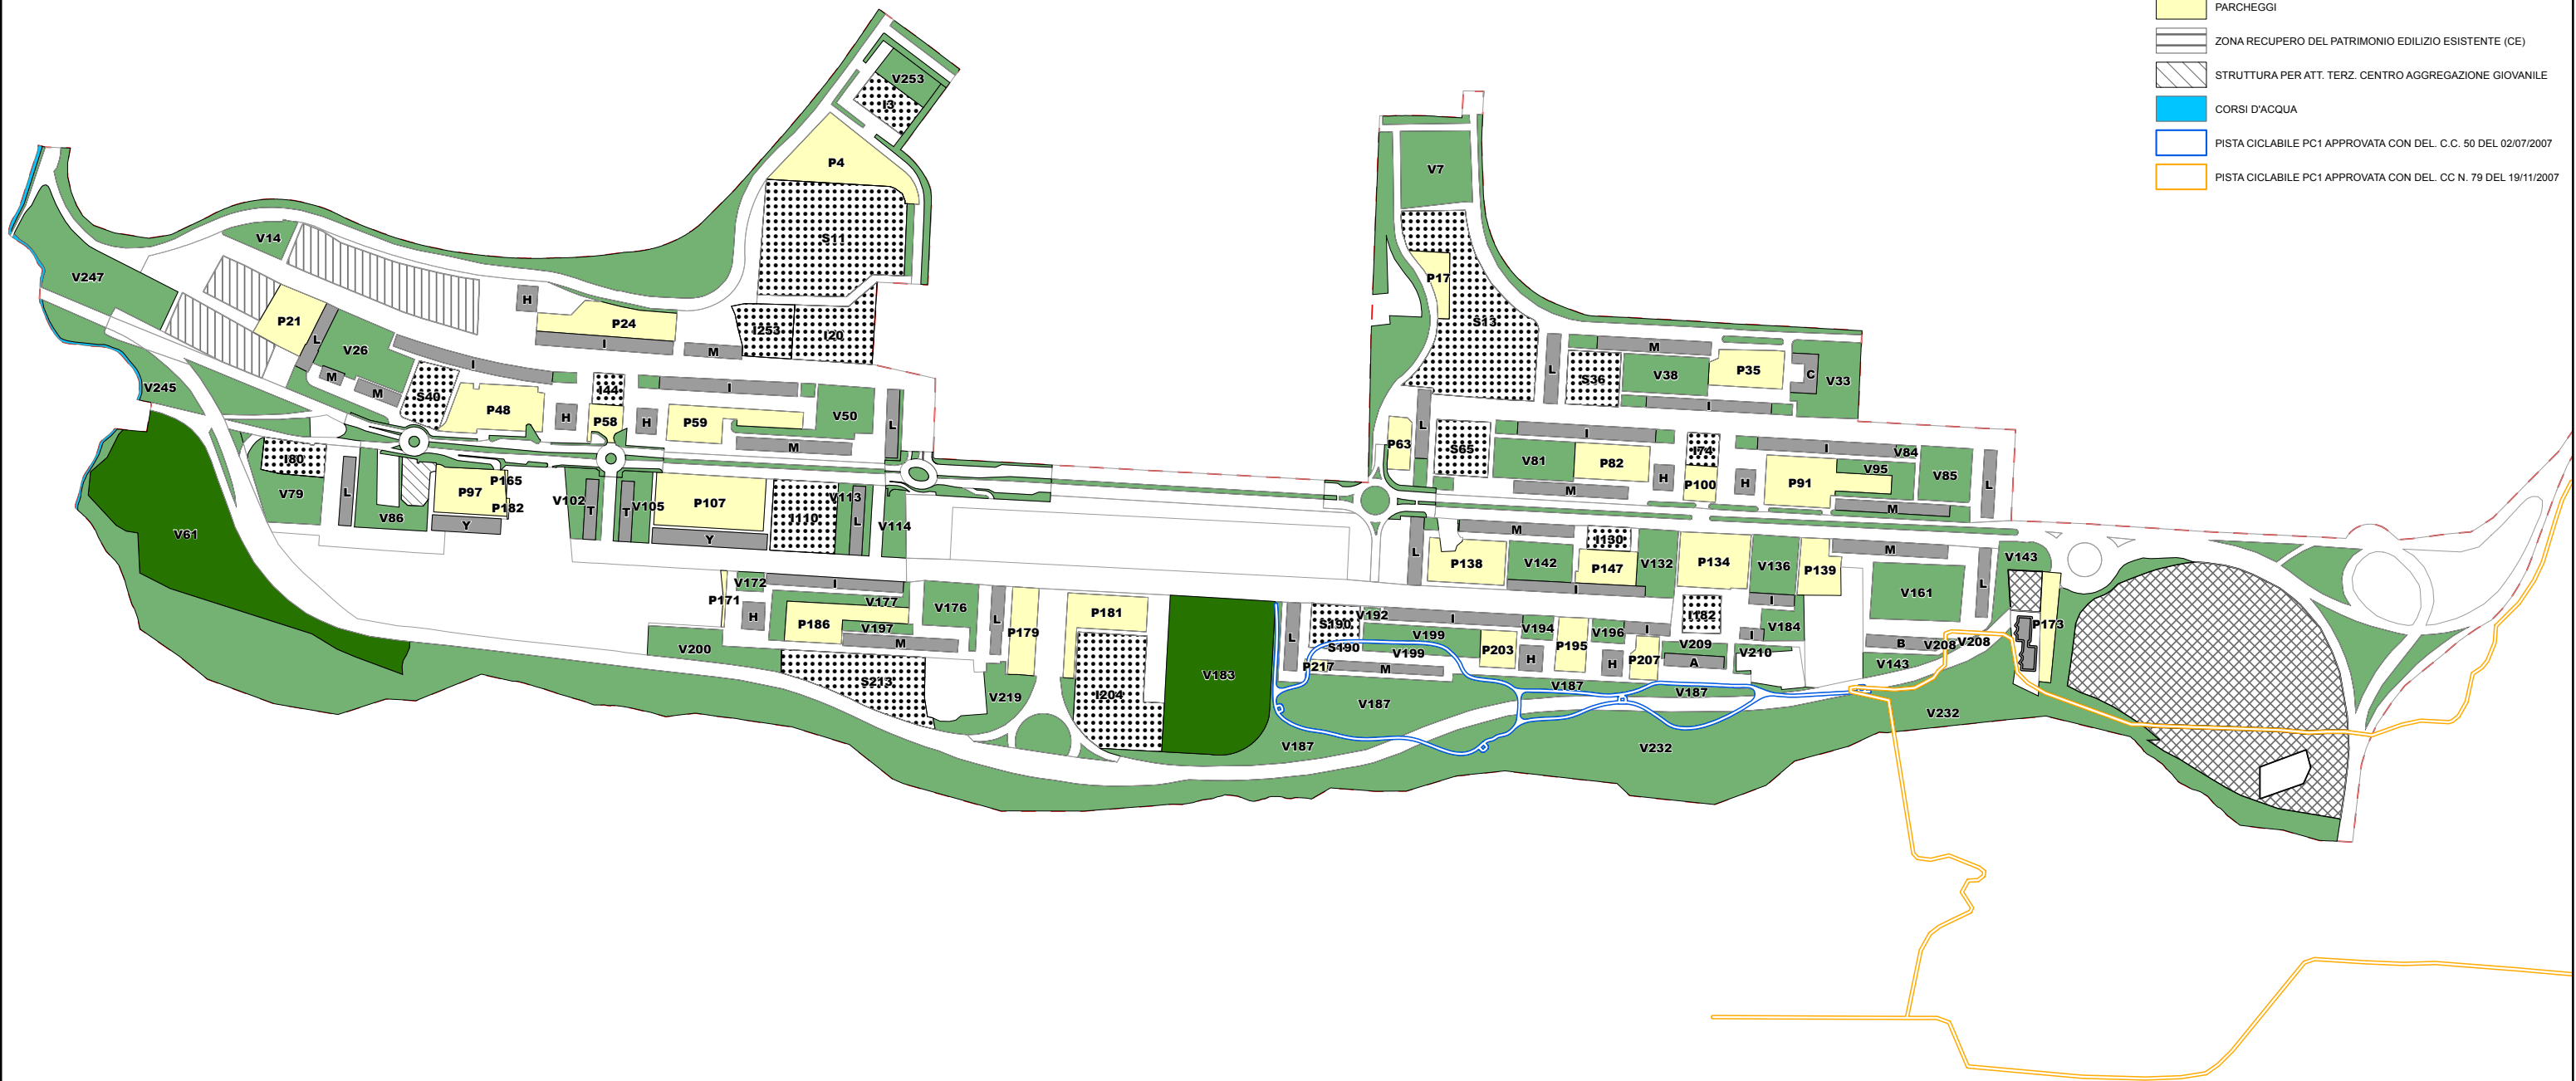 PARCHEGGI
ZONA RECUPERO DEL PATRIMONIO EDILIZIO ESISTENTE (CE)
STRUTTURA PER ATT. TERZ. CENTRO AGGREGAZIONE GIOVANILE
CORSI D'ACQUA
PISTA CICLABILE PC1 APPROVATA CON DEL. C.C. 50 DEL 02/07/2007
PISTA CICLABILE PC1 APPROVATA CON DEL. CC N. 79 DEL 19/11/2007
V253
I3
P4
V7
S11
V14
V247
P17
H
P21
P24
I253
I20
S13
L
V26
I
M
M
L
M
S36
V38
P35
C
V33
M
M
I
I
I44
V245
S40
P48
H
P58
H
P59
V50
L
M
I
P63
L
S65
I
V81
P82
I74
H
P100
H
I
V84
P91
V95
V85
L
M
M
I80
V79
L
V86
P97
P165
P182
Y
V102
T
T
V105
P107
Y
I110
V113
L
V114
V61
L
M
I130
P138
V142
P147
V132
P134
V136
P139
M
V143
L
I
V161
P171
V172
I
H
V177
P186
V197
M
V176
L
P179
P181
V183
I204
V200
S213
V219
L
S190
S190
V192
I
V199
V199
P217
M
P203
V194
H
P195
V196
I
H
P207
I182
I
I
V184
V209
A
V210
B
V208
V208
V143
P173
V187
V187
V187
V187
V232
V232